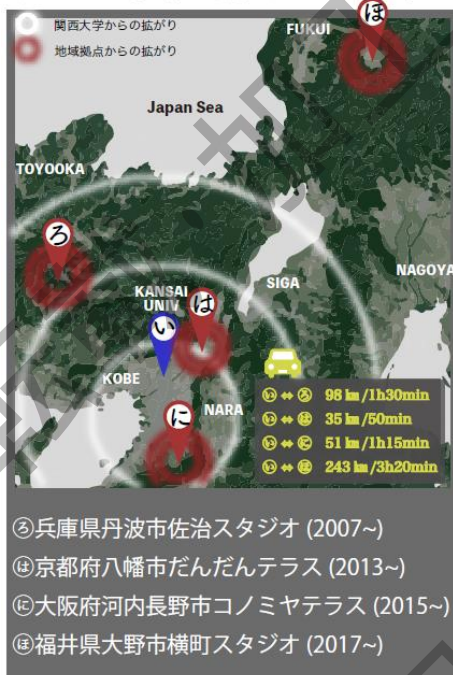 関西大学からの拡がり
地域拠点からの拡がり
ほ
FUKUI
Japan Sea
TOYOOKA
ろ
NAGOYA
SIGA
KANSAI
UNIV
は
い
KOBE
NARA
に
い ⇔ ろ 98 km/1h30min
い ⇔ は 35 km/50min
い ⇔ に 51 km/1h15min
い ⇔ ほ 243 km/3h20min
ろ兵庫県丹波市佐治スタジオ (2007~)
は京都府八幡市だんだんテラス (2013~)
に大阪府河内長野市コノミヤテラス (2015~)
ほ福井県大野市横町スタジオ (2017~)